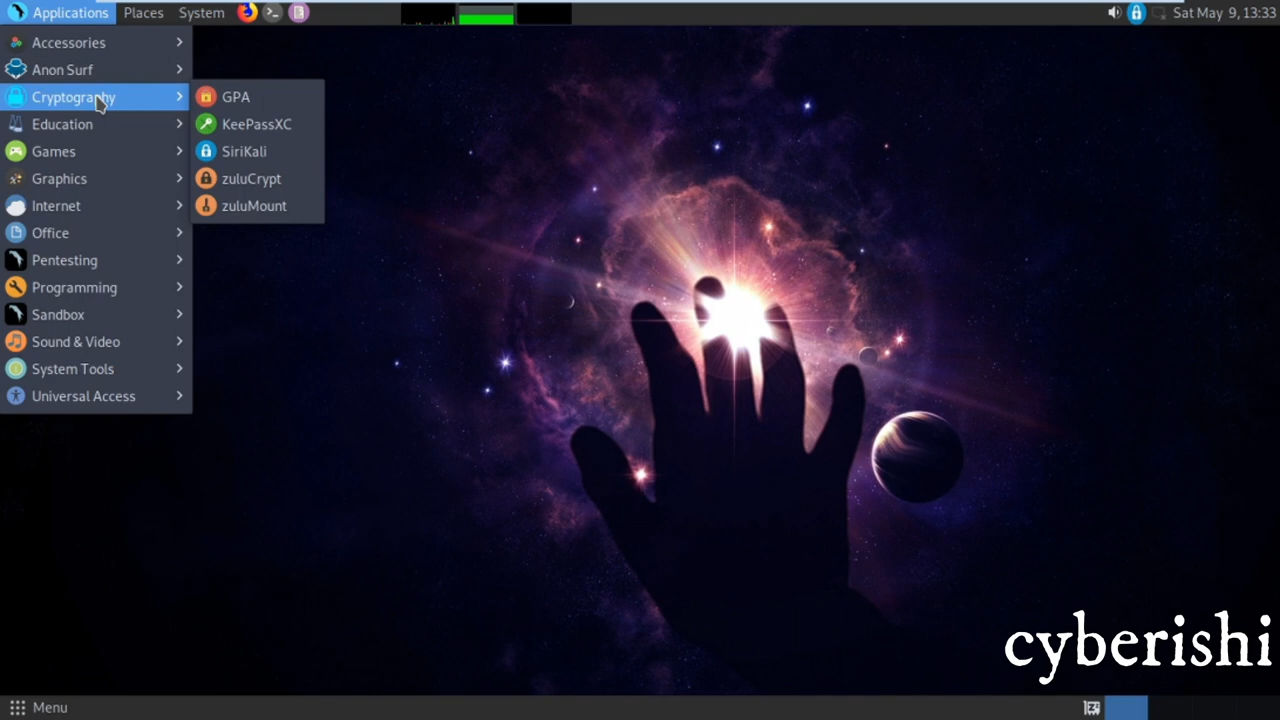 Applications Places System Sat May 9, 13:33
Accessories
Anon Surf
Cryptography
Education
Games
Graphics
Internet
Office
Pentesting
Programming
Sandbox
Sound & Video
System Tools
Universal Access
GPA
KeePassXC
SiriKali
zuluCrypt
zuluMount
cyberishi
Menu